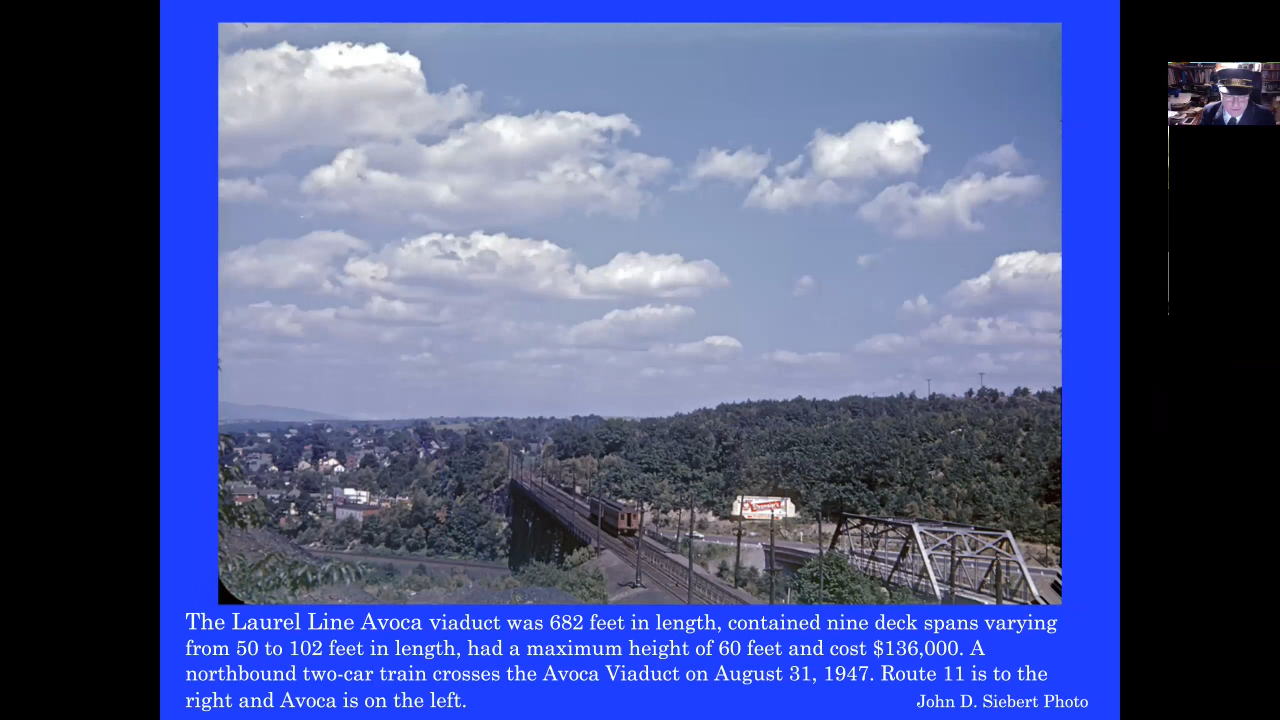 The Laurel Line Avoca viaduct was 682 feet in length, contained nine deck spans varying
from 50 to 102 feet in length, had a maximum height of 60 feet and cost $136,000. A
northbound two-car train crosses the Avoca Viaduct on August 31, 1947. Route 11 is to the
right and Avoca is on the left.
John D. Siebert Photo